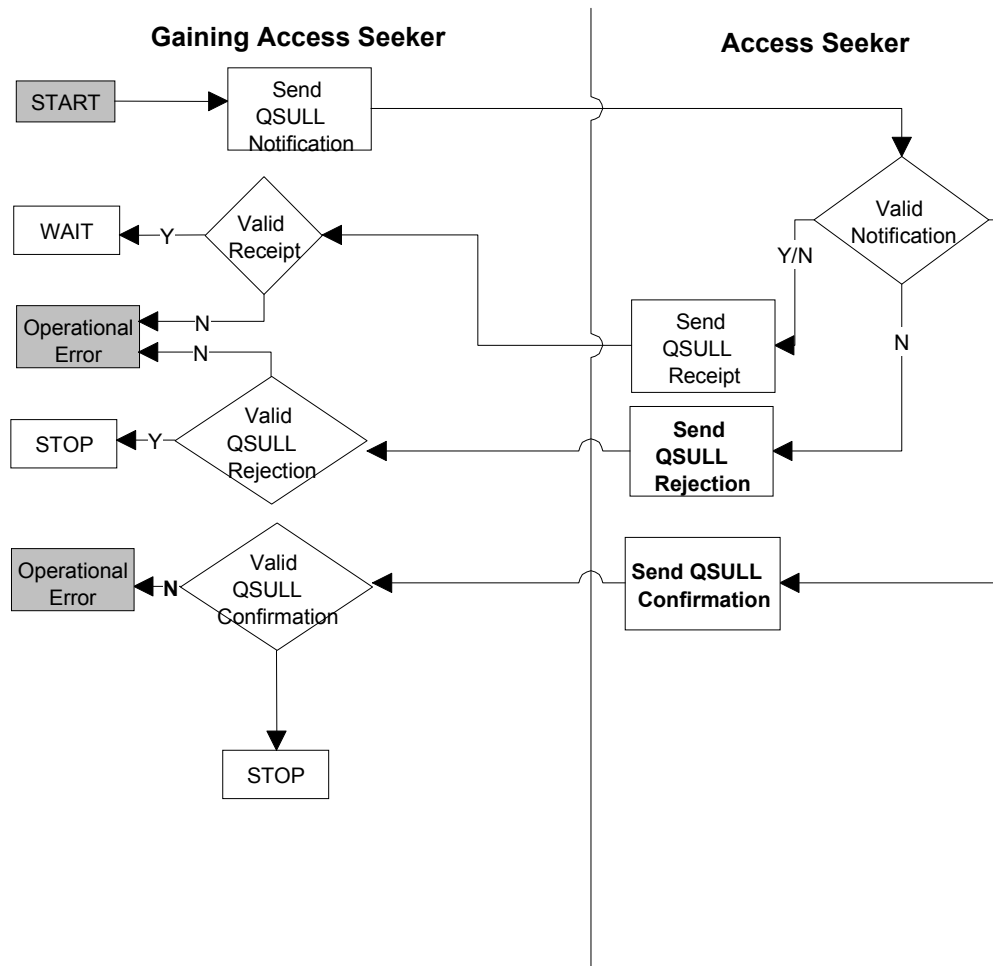 Gaining Access Seeker
Access Seeker
START
Send
QSULL
Notification
Valid
Notification
WAIT
Y
Valid
Receipt
Y/N
N
Operational
Error
N
N
Send
QSULL
Receipt
STOP
Y
Valid
QSULL
Rejection
Send
QSULL
Rejection
Operational
Error
N
Valid
QSULL
Confirmation
Send QSULL
Confirmation
STOP